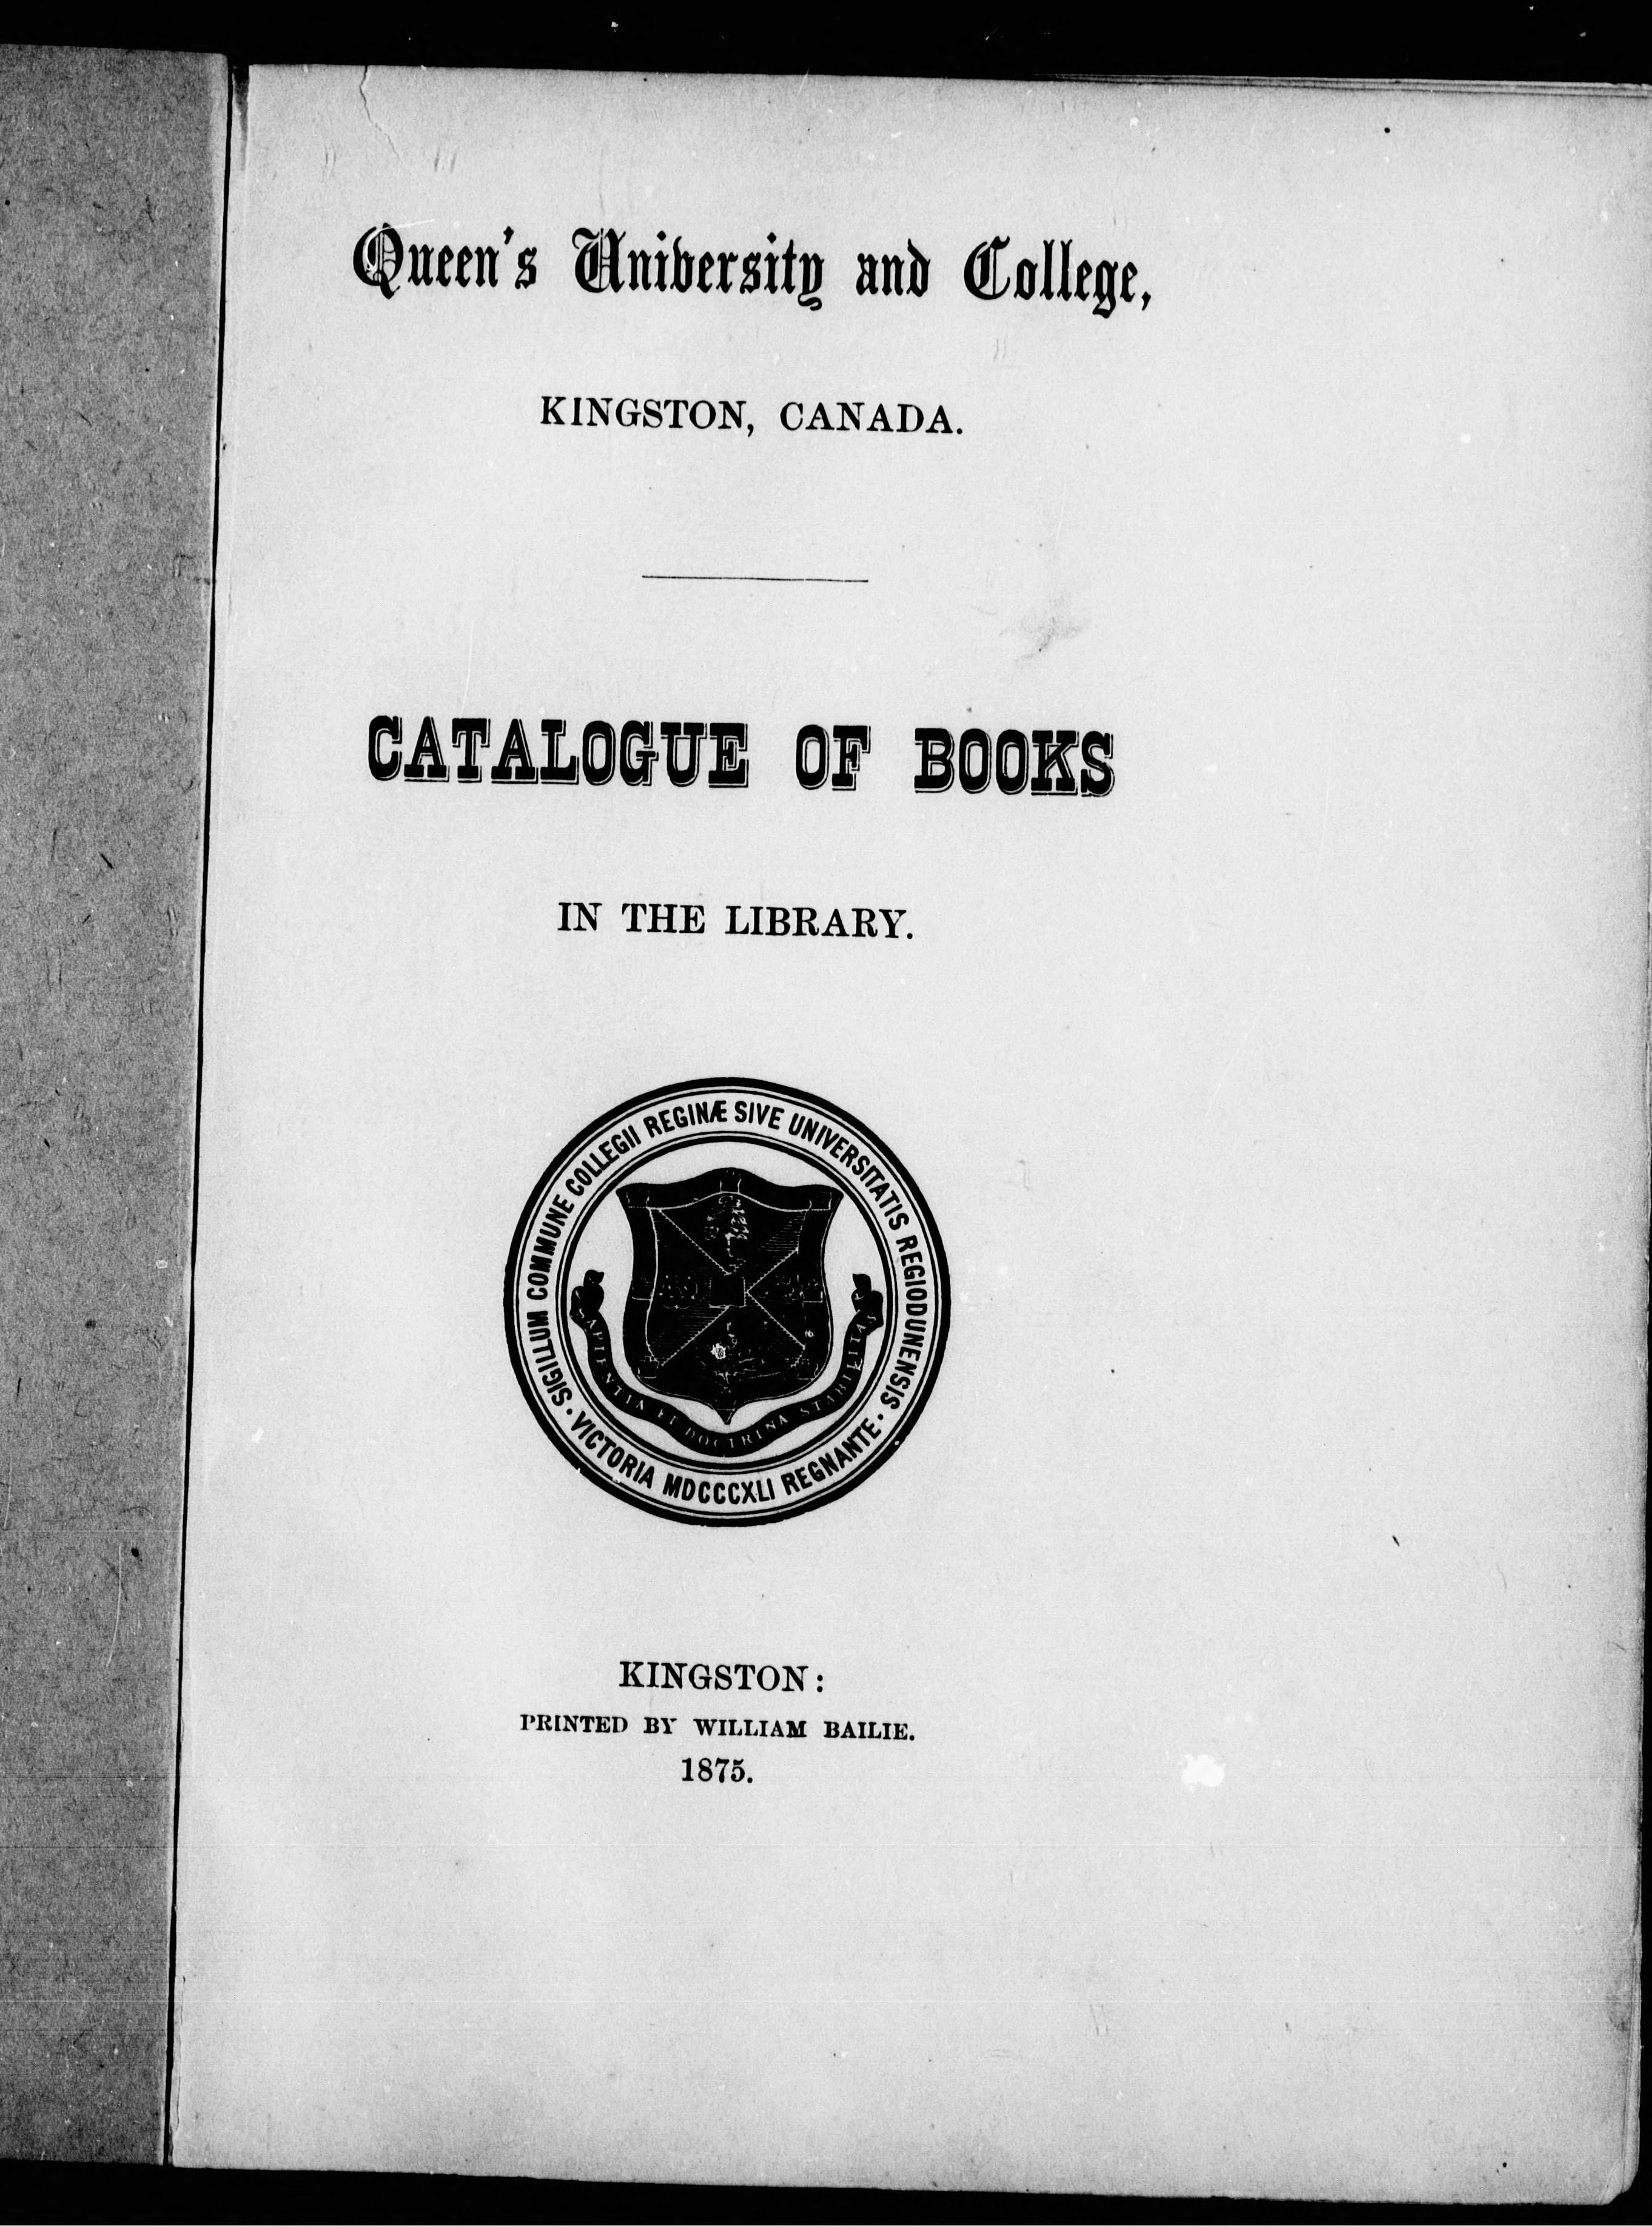 Queen's University and College,
KINGSTON, CANADA.
CATALOGUE OF BOOKS
IN THE LIBRARY.
SIGILLUM COMMUNE COLLEGII REGINÆ SIVE UNIVERSITATIS REGIODUNENSIS
· VICTORIA MDCCCXLI REGNANTE ·
SAPIENTIA ET DOCTRINA STABILITAS
KINGSTON:
PRINTED BY WILLIAM BAILIE.
1875.